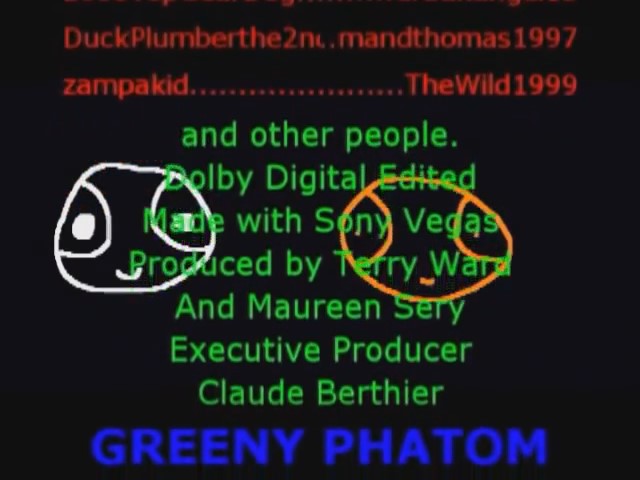 DuckPlumberthe2n‎..mandthomas1997
zampakid......................TheWild1999
and other people.
Dolby Digital Edited
Made with Sony Vegas
Produced by Terry Ward
And Maureen Sery
Executive Producer
Claude Berthier
GREENY PHATOM